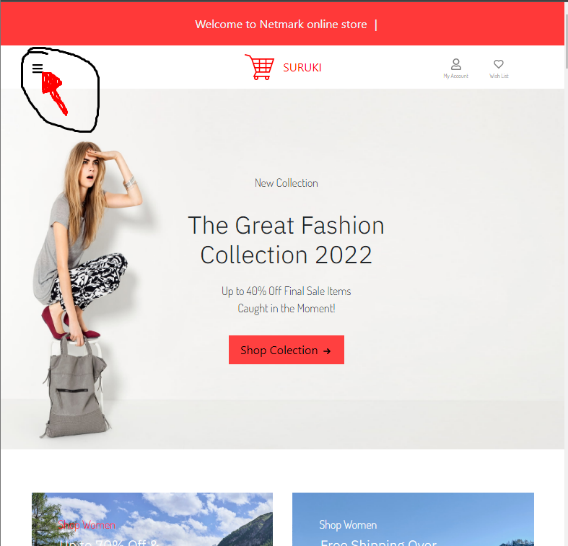 Welcome to Netmark online store |
SURUKI
My Account
Wish List
New Collection
The Great Fashion
Collection 2022
Up to 40% Off Final Sale Items
Caught in the Moment!
Shop Colection →
Shop Women
Up to 70% Off &
Shop Women
Free Shipping Over